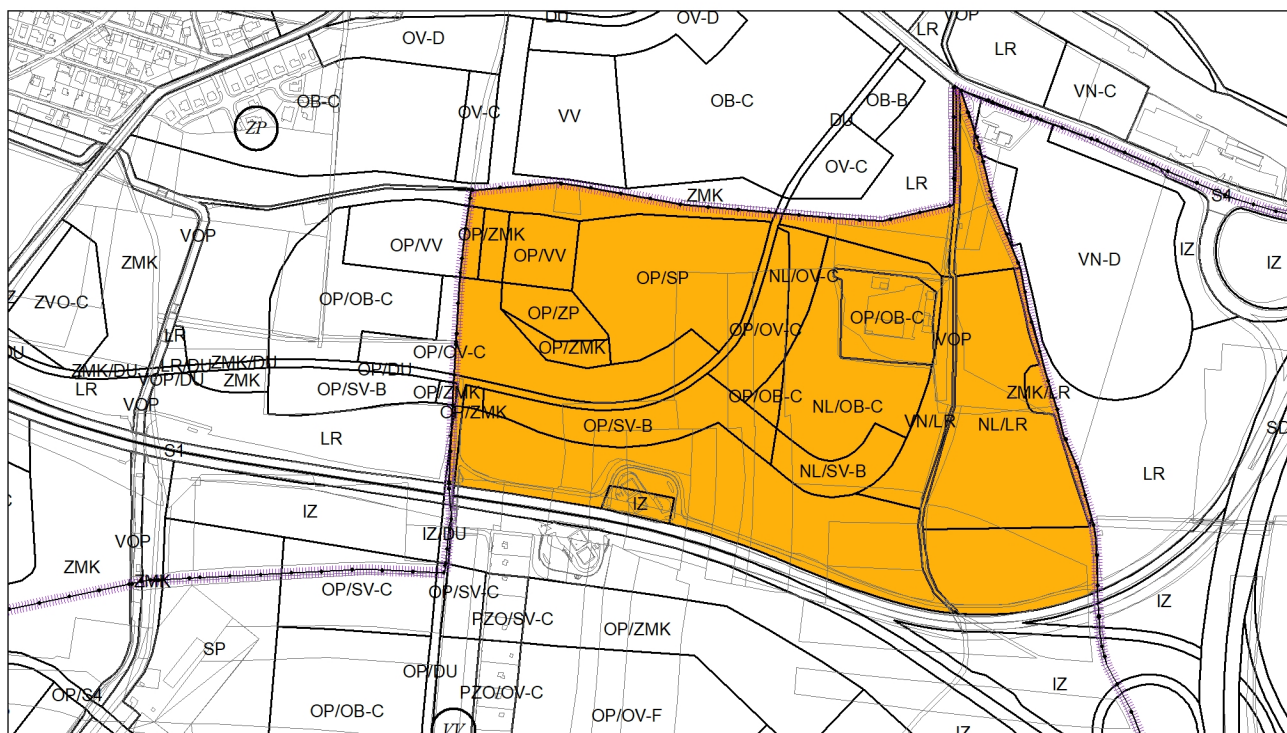 DU
OV-D
OV-D
VOP
LR
LR
VN-C
OB-C
OV-C
VV
OB-C
OB-B
DU
ZP
OV-C
LR
ZMK
S4
VOP
OP/ZMK
OP/VV
OP/VV
ZMK
VN-D
IZ
OP/SP
NL/OV-C
ZVO-C
OP/OB-C
OP/ZP
OP/OB-C
OP/OV-C
LR
VOP
OP/ZMK
OP/OV-C
LR/DU
ZMK/DU
ZMK/DU
OP/DU
OP/DU
ZMK
LR
OP/SV-B
OP/ZMK
ZMK/LR
OP/OB-C
VOP
OP/ZMK
NL/OB-C
OP/SV-B
VN/LR
NL/LR
LR
S1
NL/SV-B
LR
IZ
IZ
IZ/DU
VOP
ZMK
ZMK
OP/SV-C
OP/SV-C
IZ
PZO/SV-C
OP/ZMK
SP
OP/DU
IZ
OP/S4
PZO/OV-C
OP/OB-C
OP/OV-F
VV
IZ